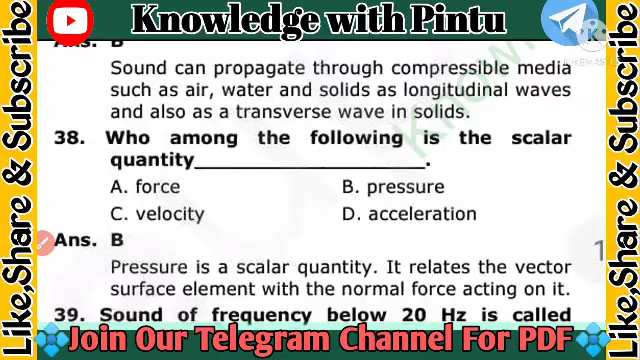 Knowledge with Pintu
Like,Share & Subscribe
Like,Share & Subscribe
Ans. B
Sound can propagate through compressible media
such as air, water and solids as longitudinal waves
and also as a transverse wave in solids.
38. Who among the following is the scalar
quantity____________________.
A. force
B. pressure
C. velocity
D. acceleration
Ans. B
Pressure is a scalar quantity. It relates the vector
surface element with the normal force acting on it.
39. Sound of frequency below 20 Hz is called
Join Our Telegram Channel For PDF